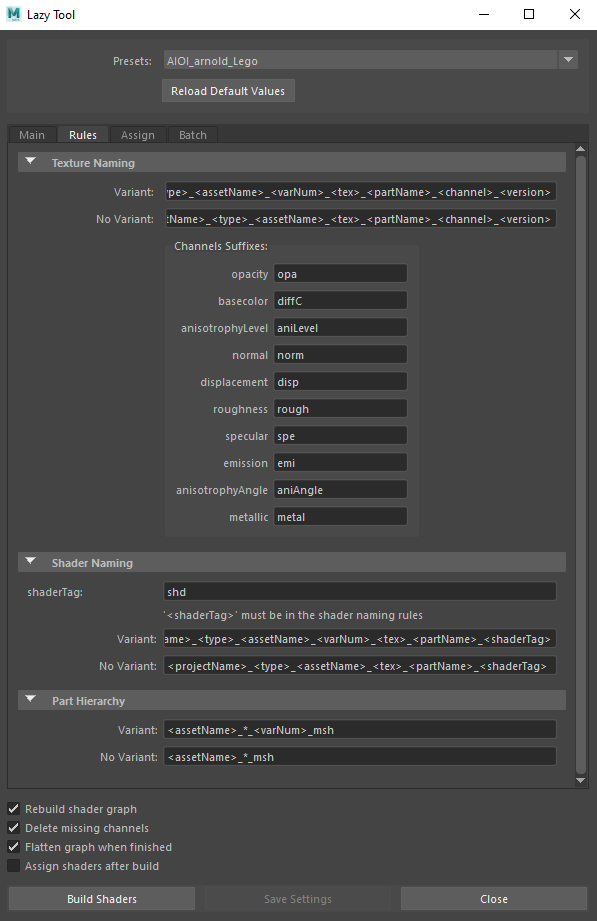 Lazy Tool
Presets: AIOI_arnold_Lego
Reload Default Values
Main Rules Assign Batch
Texture Naming
Variant: /pe>_<assetName>_<varNum>_<tex>_<partName>_<channel>_<version>
No Variant: :tName>_<type>_<assetName>_<tex>_<partName>_<channel>_<version>
Channels Suffixes:
opacity opa
basecolor diffC
anisotrophyLevel aniLevel
normal norm
displacement disp
roughness rough
specular spe
emission emi
anisotrophyAngle aniAngle
metallic metal
Shader Naming
shaderTag: shd
'<shaderTag>' must be in the shader naming rules
Variant: ame>_<type>_<assetName>_<varNum>_<tex>_<partName>_<shaderTag>
No Variant: <projectName>_<type>_<assetName>_<tex>_<partName>_<shaderTag>
Part Hierarchy
Variant: <assetName>_*_<varNum>_msh
No Variant: <assetName>_*_msh
Rebuild shader graph
Delete missing channels
Flatten graph when finished
Assign shaders after build
Build Shaders Save Settings Close